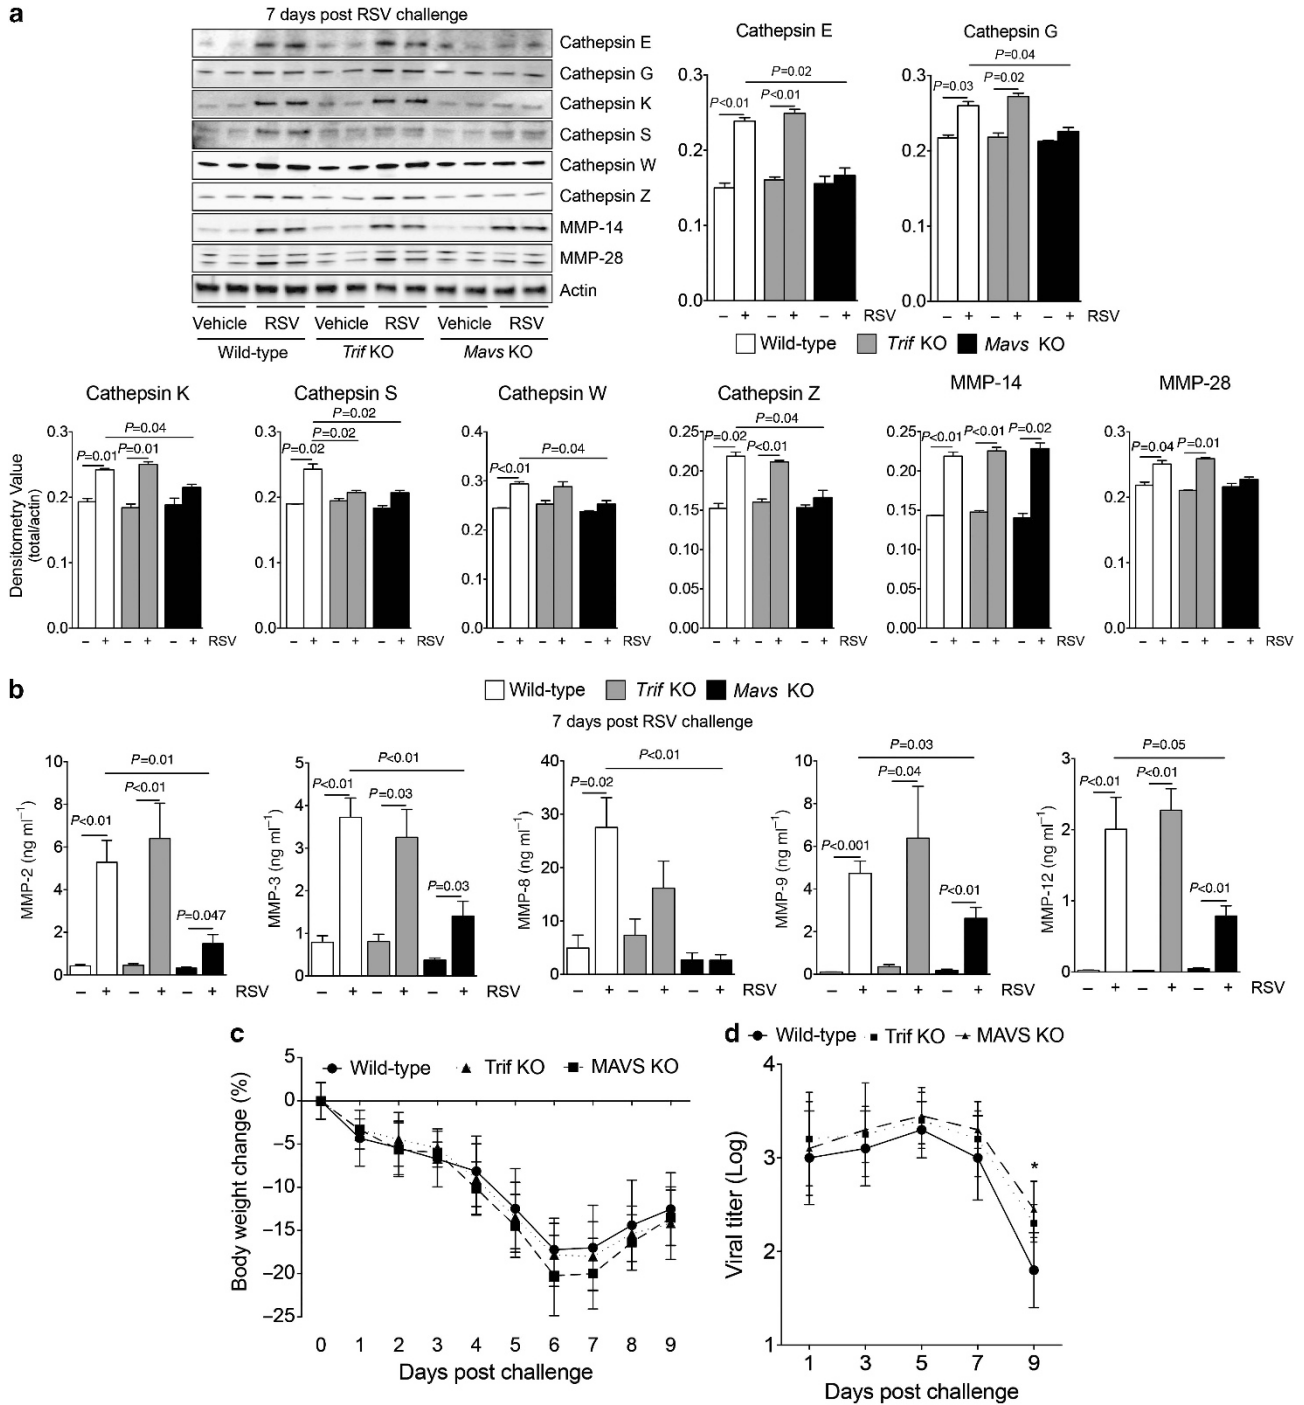 a
7 days post RSV challenge
Cathepsin E
Cathepsin G
Cathepsin K
Cathepsin S
Cathepsin W
Cathepsin Z
MMP-14
MMP-28
Actin
Vehicle RSV Vehicle RSV Vehicle RSV
Wild-type Trif KO Mavs KO
Cathepsin E
P=0.02
P<0.01 P<0.01
0.3
0.2
0.1
0.0
– + – + – + RSV
Cathepsin G
P=0.04
P=0.03 P=0.02
0.3
0.2
0.1
0.0
– + – + – + RSV
Wild-type Trif KO Mavs KO
Densitometry Value
(total/actin)
Cathepsin K
P=0.04
P=0.01 P=0.01
0.3
0.2
0.1
0.0
– + – + – + RSV
Cathepsin S
P=0.02
P=0.02
P=0.02
0.3
0.2
0.1
0.0
– + – + – + RSV
Cathepsin W
P=0.04
P<0.01
0.4
0.3
0.2
0.1
0.0
– + – + – + RSV
Cathepsin Z
P=0.04
P=0.02 P<0.01
0.25
0.20
0.15
0.10
0.05
0.00
– + – + – + RSV
MMP-14
P<0.01 P=0.01 P=0.02
0.25
0.20
0.15
0.10
0.05
0.00
– + – + – + RSV
MMP-28
P=0.04 P=0.01
0.3
0.2
0.1
0.0
– + – + – + RSV
b
Wild-type Trif KO Mavs KO
7 days post RSV challenge
MMP-2 (ng ml−1)
P=0.01
P<0.01
P<0.01
P=0.047
10
8
6
4
2
0
– + – + – + RSV
MMP-3 (ng ml−1)
P<0.01
P<0.01 P=0.03
P=0.03
5
4
3
2
1
0
– + – + – + RSV
MMP-8 (ng ml−1)
P<0.01
P=0.02
40
30
20
10
0
– + – + – + RSV
MMP-9 (ng ml−1)
P=0.03
P=0.04
P<0.001
P<0.01
10
8
6
4
2
0
– + – + – + RSV
MMP-12 (ng ml−1)
P=0.05
P<0.01 P<0.01
P<0.01
3
2
1
0
– + – + – + RSV
c
Wild-type Trif KO MAVS KO
Body weight change (%)
5
0
−5
−10
−15
−20
−25
0 1 2 3 4 5 6 7 8 9
Days post challenge
d
Wild-type Trif KO MAVS KO
Viral titer (Log)
4
3
2
1
*
1 3 5 7 9
Days post challenge